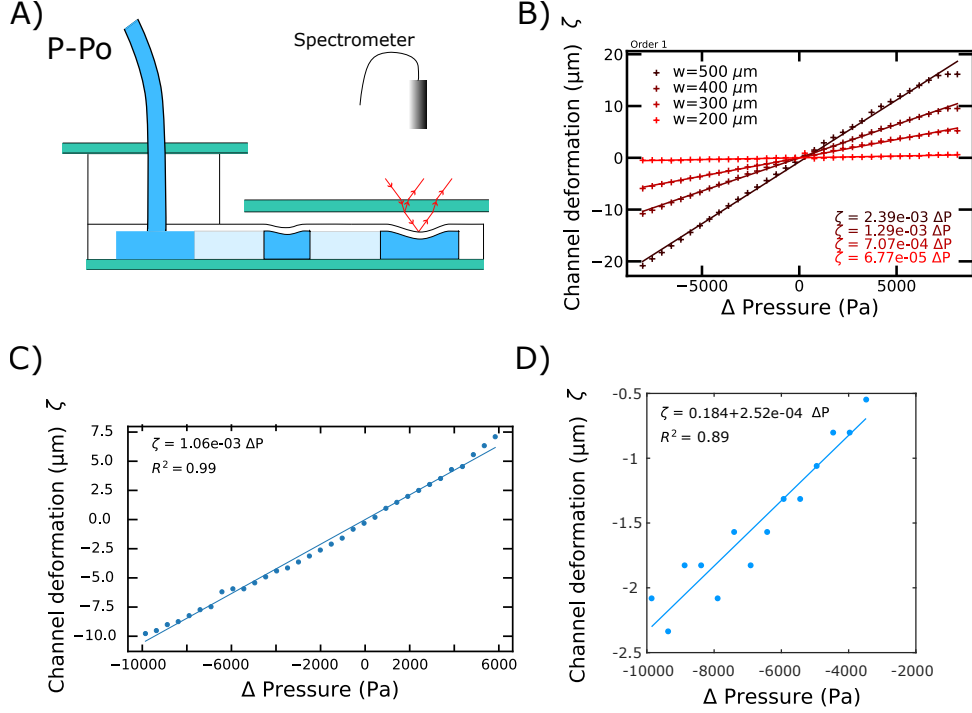 A)
P-Po
Spectrometer
B)
Channel deformation (μm) ζ
Order 1
w=500 μm
w=400 μm
w=300 μm
w=200 μm
20
10
0
−10
−20
ζ = 2.39e-03 ΔP
ζ = 1.29e-03 ΔP
ζ = 7.07e-04 ΔP
ζ = 6.77e-05 ΔP
−5000 0 5000
Δ Pressure (Pa)
C)
Channel deformation (μm) ζ
ζ = 1.06e-03 ΔP
R² = 0.99
7.5
5.0
2.5
0.0
−2.5
−5.0
−7.5
−10.0
−10000 −8000 −6000 −4000 −2000 0 2000 4000 6000
Δ Pressure (Pa)
D)
Channel deformation (μm) ζ
ζ = 0.184+2.52e-04 ΔP
R² = 0.89
-0.5
-1
-1.5
-2
-2.5
-10000 -8000 -6000 -4000 -2000
Δ Pressure (Pa)